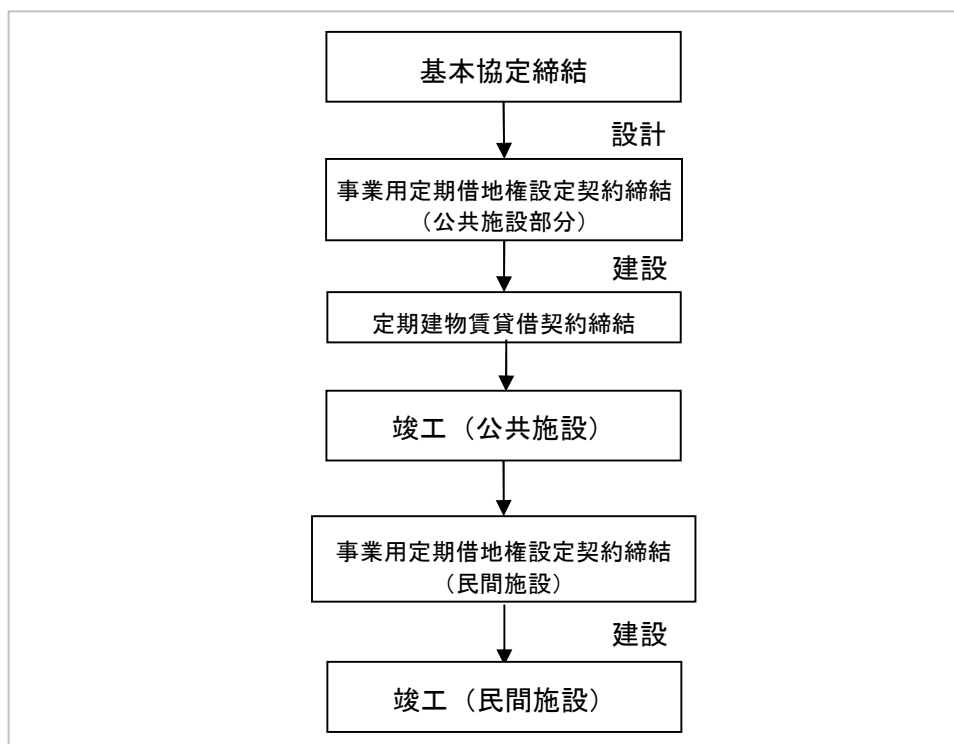 基本協定締結
設計
事業用定期借地権設定契約締結
（公共施設部分）
建設
定期建物賃貸借契約締結
竣工（公共施設）
事業用定期借地権設定契約締結
（民間施設）
建設
竣工（民間施設）